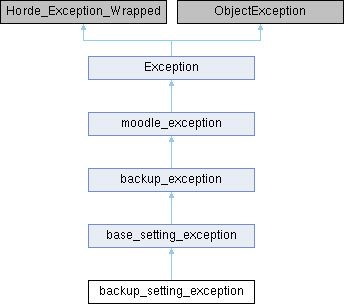 Horde_Exception_Wrapped ObjectException
Exception
moodle_exception
backup_exception
base_setting_exception
backup_setting_exception